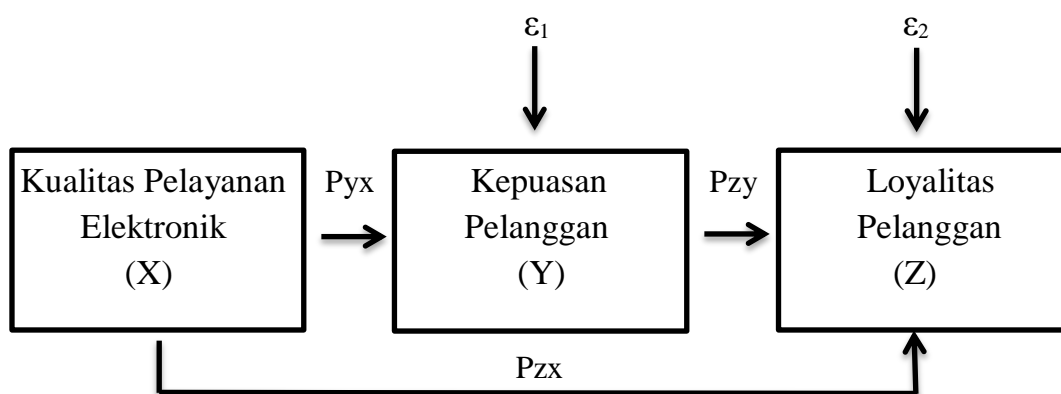 ε1
ε2
Kualitas Pelayanan
Elektronik
(X)
Pyx
Kepuasan
Pelanggan
(Y)
Pzy
Loyalitas
Pelanggan
(Z)
Pzx